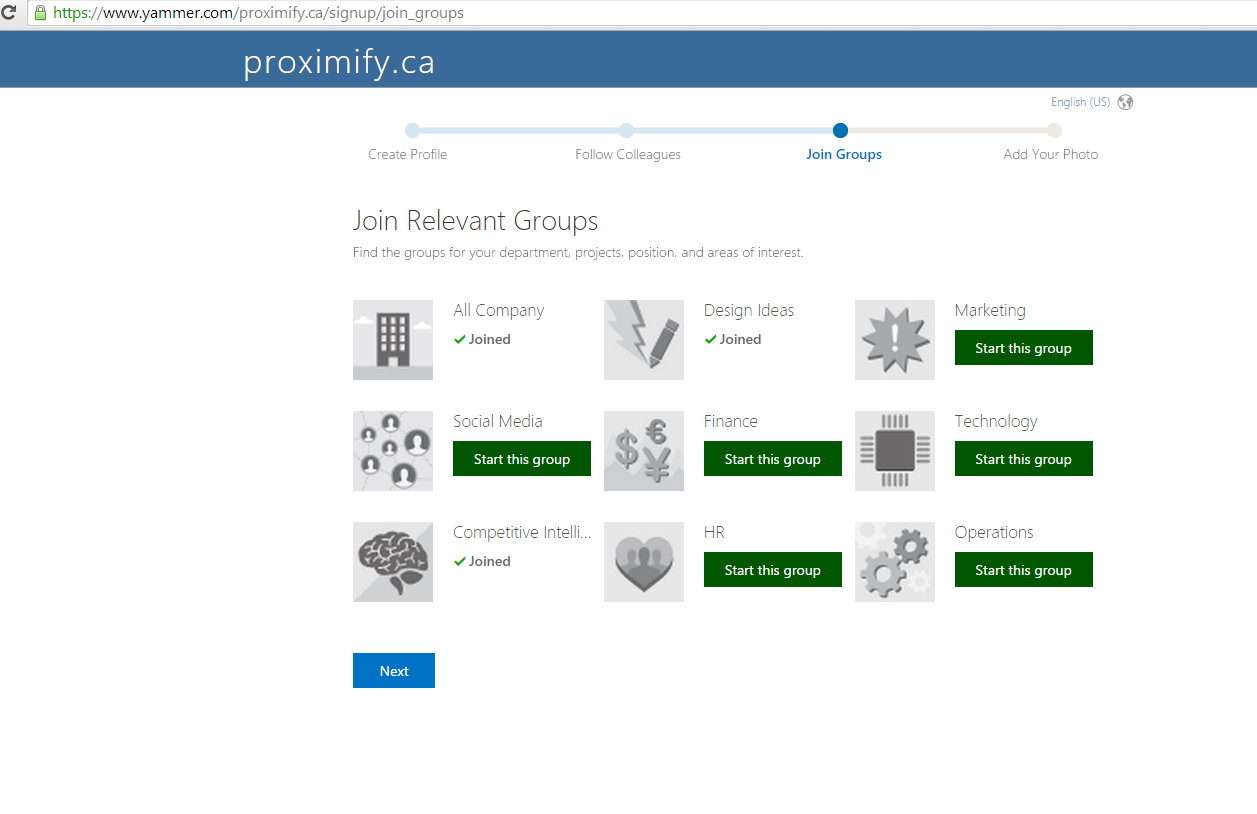 https://www.yammer.com/proximify.ca/signup/join_groups
proximify.ca
English (US)
Create Profile
Follow Colleagues
Join Groups
Add Your Photo
Join Relevant Groups
Find the groups for your department, projects, position, and areas of interest.
All Company
Joined
Design Ideas
Joined
Marketing
Start this group
Social Media
Start this group
Finance
Start this group
Technology
Start this group
Competitive Intelli...
Joined
HR
Start this group
Operations
Start this group
Next